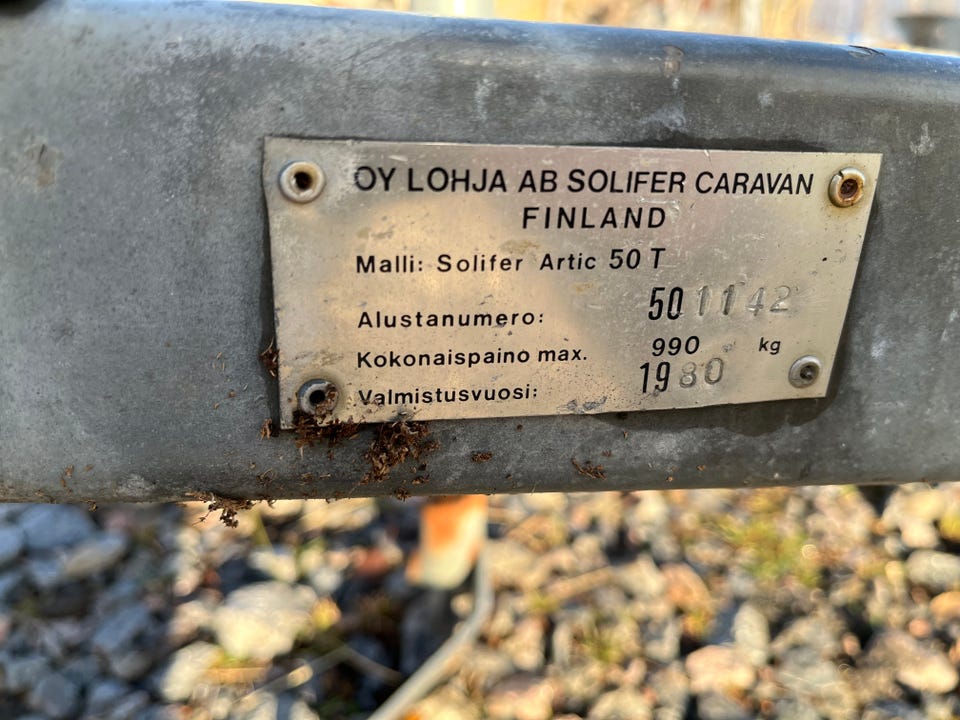 OY LOHJA AB SOLIFER CARAVAN
FINLAND
Malli: Solifer Artic 50 T
Alustanumero: 501142
Kokonaispaino max. 990 kg
Valmistusvuosi: 1980